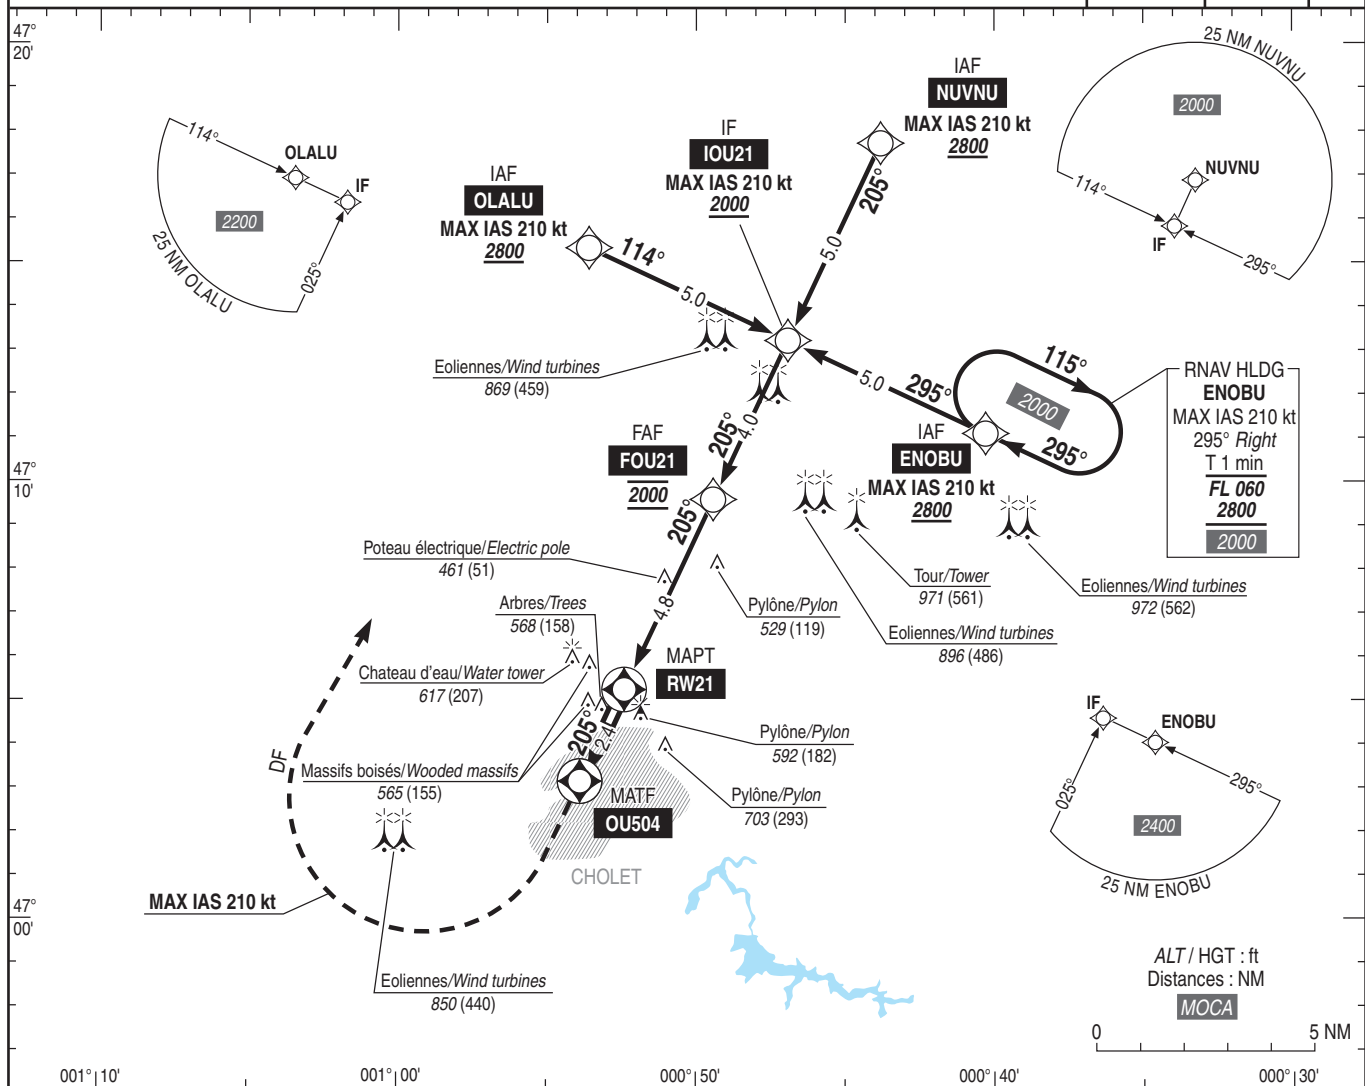 47°
20'
25 NM NUVNU
2000
NUVNU
114°
IF
295°
IAF
NUVNU
MAX IAS 210 kt
2800
IF
IOU21
MAX IAS 210 kt
2000
114°
OLALU
IF
2200
025°
25 NM OLALU
IAF
OLALU
MAX IAS 210 kt
2800
205°
5.0
114°
5.0
Eoliennes/Wind turbines
869 (459)
5.0
295°
115°
2000
295°
RNAV HLDG
ENOBU
MAX IAS 210 kt
295° Right
T 1 min
FL 060
2800
2000
205°
4.0
IAF
ENOBU
MAX IAS 210 kt
2800
47°
10'
FAF
FOU21
2000
205°
Poteau électrique/Electric pole
461 (51)
Tour/Tower
971 (561)
Eoliennes/Wind turbines
972 (562)
Arbres/Trees
568 (158)
4.8
Pylône/Pylon
529 (119)
Eoliennes/Wind turbines
896 (486)
Chateau d'eau/Water tower
617 (207)
MAPT
RW21
205°
2.4
Pylône/Pylon
592 (182)
IF
ENOBU
025°
295°
2400
25 NM ENOBU
DF
Massifs boisés/Wooded massifs
565 (155)
MATF
OU504
Pylône/Pylon
703 (293)
CHOLET
MAX IAS 210 kt
47°
00'
Eoliennes/Wind turbines
850 (440)
ALT / HGT : ft
Distances : NM
MOCA
0
5 NM
001°10'
001°00'
000°50'
000°40'
000°30'